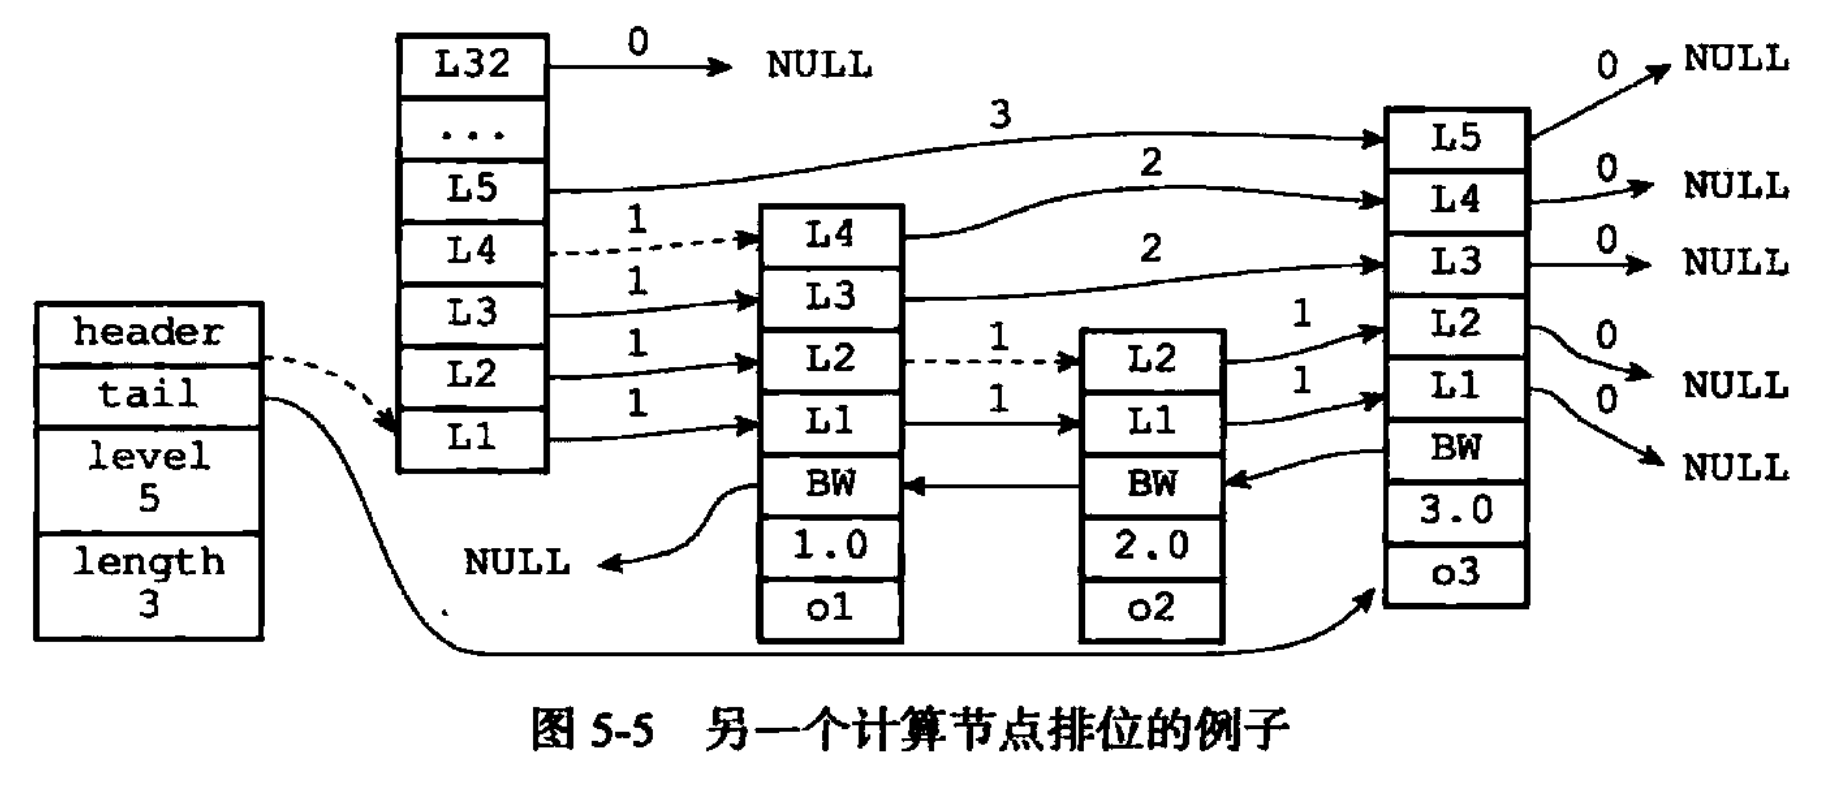 header
tail
level
5
length
3
L32
...
L5
L4
L3
L2
L1
0
NULL
3
1
1
1
1
NULL
L4
L3
L2
L1
BW
1.0
o1
2
2
1
1
L2
L1
BW
2.0
o2
1
1
L5
L4
L3
L2
L1
BW
3.0
o3
0
NULL
0
NULL
0
NULL
0
NULL
0
NULL
图 5-5 另一个计算节点排位的例子